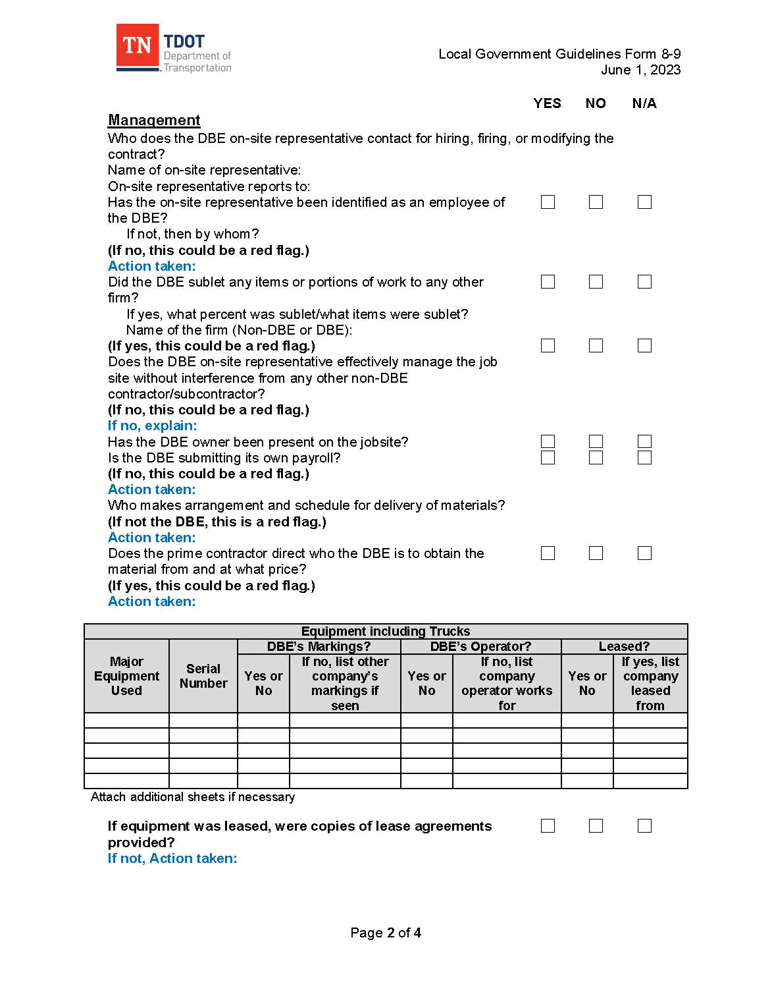 TN TDOT
Department of
Transportation
Local Government Guidelines Form 8-9
June 1, 2023
YES NO N/A
Management
Who does the DBE on-site representative contact for hiring, firing, or modifying the
contract?
Name of on-site representative:
On-site representative reports to:
Has the on-site representative been identified as an employee of ☐ ☐ ☐
the DBE?
If not, then by whom?
(If no, this could be a red flag.)
Action taken:
Did the DBE sublet any items or portions of work to any other ☐ ☐ ☐
firm?
If yes, what percent was sublet/what items were sublet?
Name of the firm (Non-DBE or DBE):
(If yes, this could be a red flag.) ☐ ☐ ☐
Does the DBE on-site representative effectively manage the job
site without interference from any other non-DBE
contractor/subcontractor?
(If no, this could be a red flag.)
If no, explain:
Has the DBE owner been present on the jobsite? ☐ ☐ ☐
Is the DBE submitting its own payroll? ☐ ☐ ☐
(If no, this could be a red flag.)
Action taken:
Who makes arrangement and schedule for delivery of materials?
(If not the DBE, this is a red flag.)
Action taken:
Does the prime contractor direct who the DBE is to obtain the ☐ ☐ ☐
material from and at what price?
(If yes, this could be a red flag.)
Action taken:
Equipment including Trucks
DBE's Markings? DBE's Operator? Leased?
Major
Equipment
Used
Serial
Number
Yes or
No
If no, list other
company's
markings if
seen
Yes or
No
If no, list
company
operator works
for
Yes or
No
If yes, list
company
leased
from
Attach additional sheets if necessary
If equipment was leased, were copies of lease agreements ☐ ☐ ☐
provided?
If not, Action taken:
Page 2 of 4